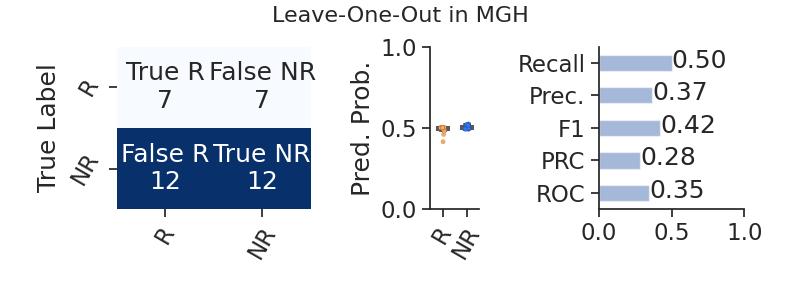 Leave-One-Out in MGH
True Label
R
NR
True R False NR
7 7
False R True NR
12 12
R
NR
Pred. Prob.
1.0
0.5
0.0
R
NR
Recall 0.50
Prec. 0.37
F1 0.42
PRC 0.28
ROC 0.35
0.0 0.5 1.0